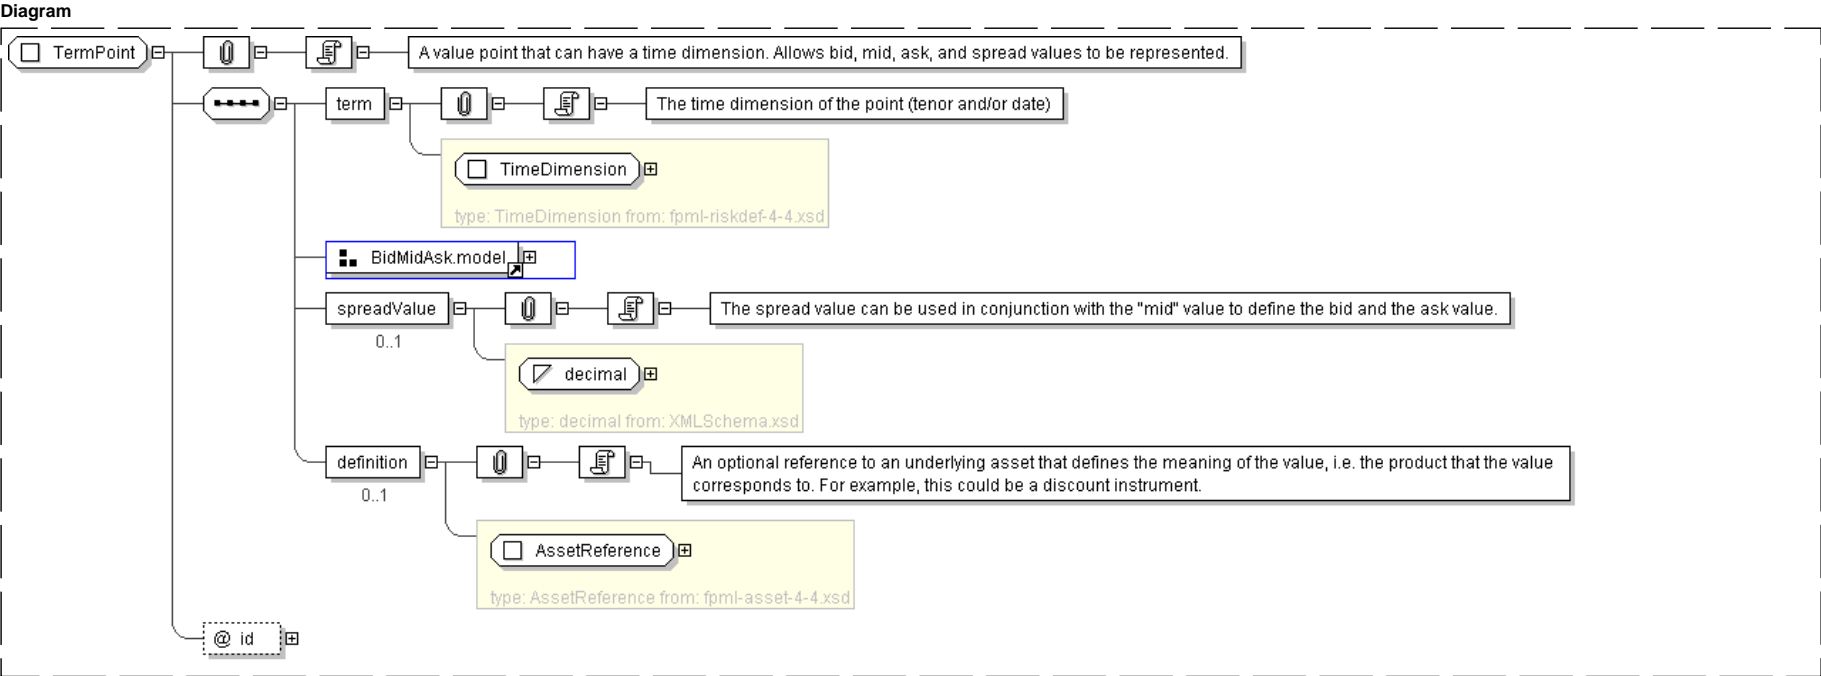 Diagram
TermPoint
A value point that can have a time dimension. Allows bid, mid, ask, and spread values to be represented.
term
The time dimension of the point (tenor and/or date)
TimeDimension
type: TimeDimension from: fpml-riskdef-4-4.xsd
BidMidAsk.model
spreadValue
The spread value can be used in conjunction with the "mid" value to define the bid and the ask value.
0..1
decimal
type: decimal from: XMLSchema.xsd
definition
An optional reference to an underlying asset that defines the meaning of the value, i.e. the product that the value
corresponds to. For example, this could be a discount instrument.
0..1
AssetReference
type: AssetReference from: fpml-asset-4-4.xsd
@ id